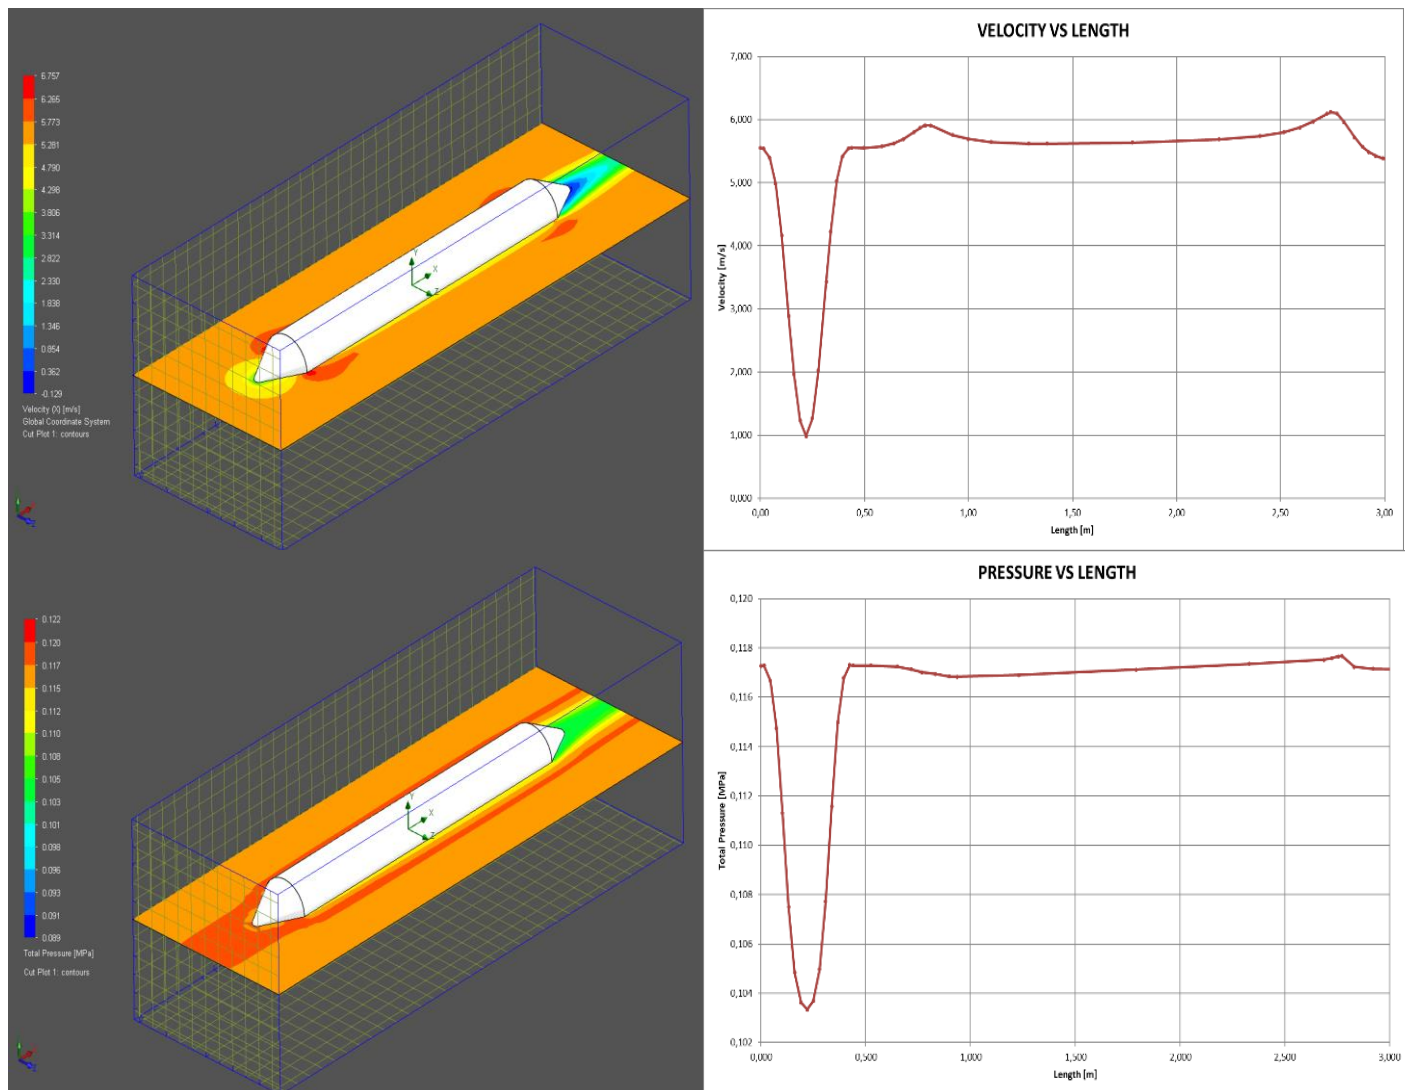 6.757
6.265
5.773
5.281
4.790
4.298
3.806
3.314
2.822
2.330
1.838
1.346
0.854
0.362
-0.129
Velocity (X) [m/s]
Global Coordinate System
Cut Plot 1: contours
Y
X
Z
VELOCITY VS LENGTH
7,000
6,000
5,000
4,000
3,000
2,000
1,000
0,000
Velocity [m/s]
0,00 0,50 1,00 1,50 2,00 2,50 3,00
Length [m]
0.122
0.120
0.117
0.115
0.112
0.110
0.108
0.105
0.103
0.101
0.098
0.096
0.093
0.091
0.089
Total Pressure [MPa]
Cut Plot 1: contours
Y
X
Z
PRESSURE VS LENGTH
0,120
0,118
0,116
0,114
0,112
0,110
0,108
0,106
0,104
0,102
Total Pressure [MPa]
0,000 0,500 1,000 1,500 2,000 2,500 3,000
Length [m]